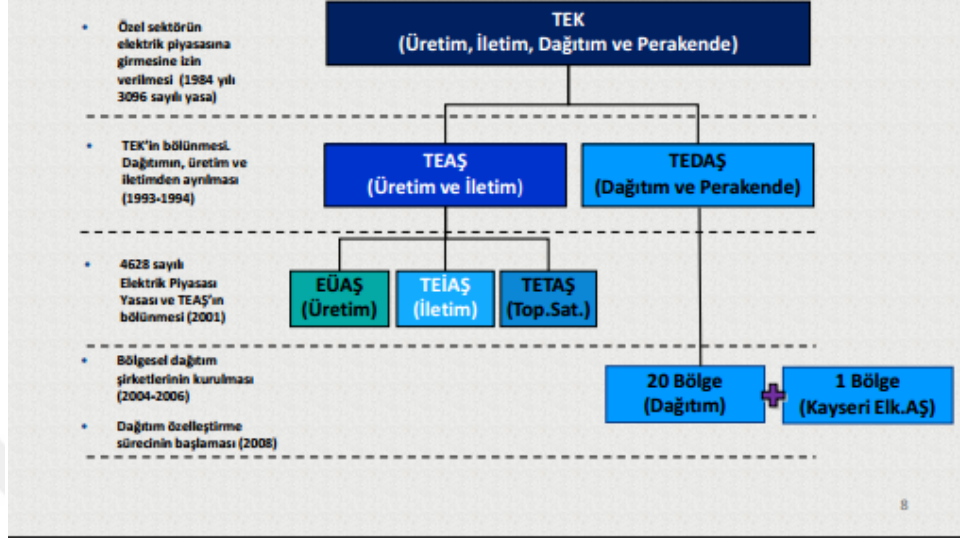 • Özel sektörün
elektrik piyasasına
girmesine izin
verilmesi (1984 yılı
3096 sayılı yasa)
TEK
(Üretim, İletim, Dağıtım ve Perakende)
• TEK'in bölünmesi.
Dağıtımın, üretim ve
iletimden ayrılması
(1993-1994)
TEAŞ
(Üretim ve İletim)
TEDAŞ
(Dağıtım ve Perakende)
• 4628 sayılı
Elektrik Piyasası
Yasası ve TEAŞ'ın
bölünmesi (2001)
EÜAŞ
(Üretim)
TEİAŞ
(İletim)
TETAŞ
(Top.Sat.)
• Bölgesel dağıtım
şirketlerinin kurulması
(2004-2006)
• Dağıtım özelleştirme
sürecinin başlaması (2008)
20 Bölge
(Dağıtım)
1 Bölge
(Kayseri Elk.AŞ)
8